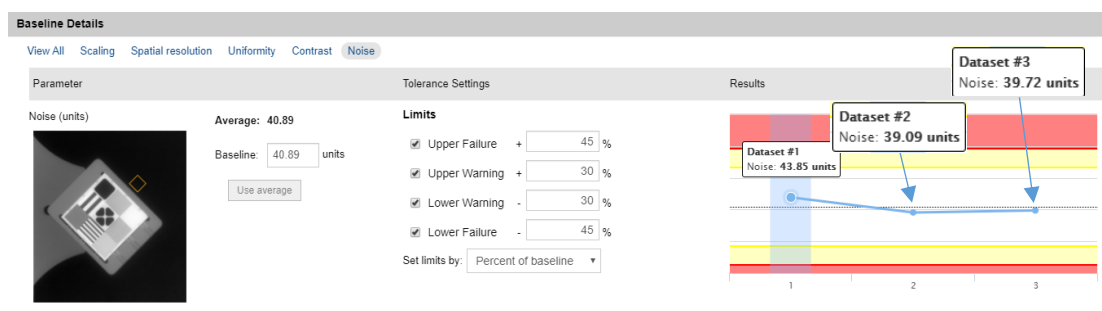 Baseline Details
View All Scaling Spatial resolution Uniformity Contrast Noise
Parameter Tolerance Settings Results
Noise (units)
Average: 40.89
Baseline: 40.89 units
Use average
Limits
Upper Failure + 45 %
Upper Warning + 30 %
Lower Warning - 30 %
Lower Failure - 45 %
Set limits by: Percent of baseline
Dataset #1
Noise: 43.85 units
Dataset #2
Noise: 39.09 units
Dataset #3
Noise: 39.72 units
1 2 3